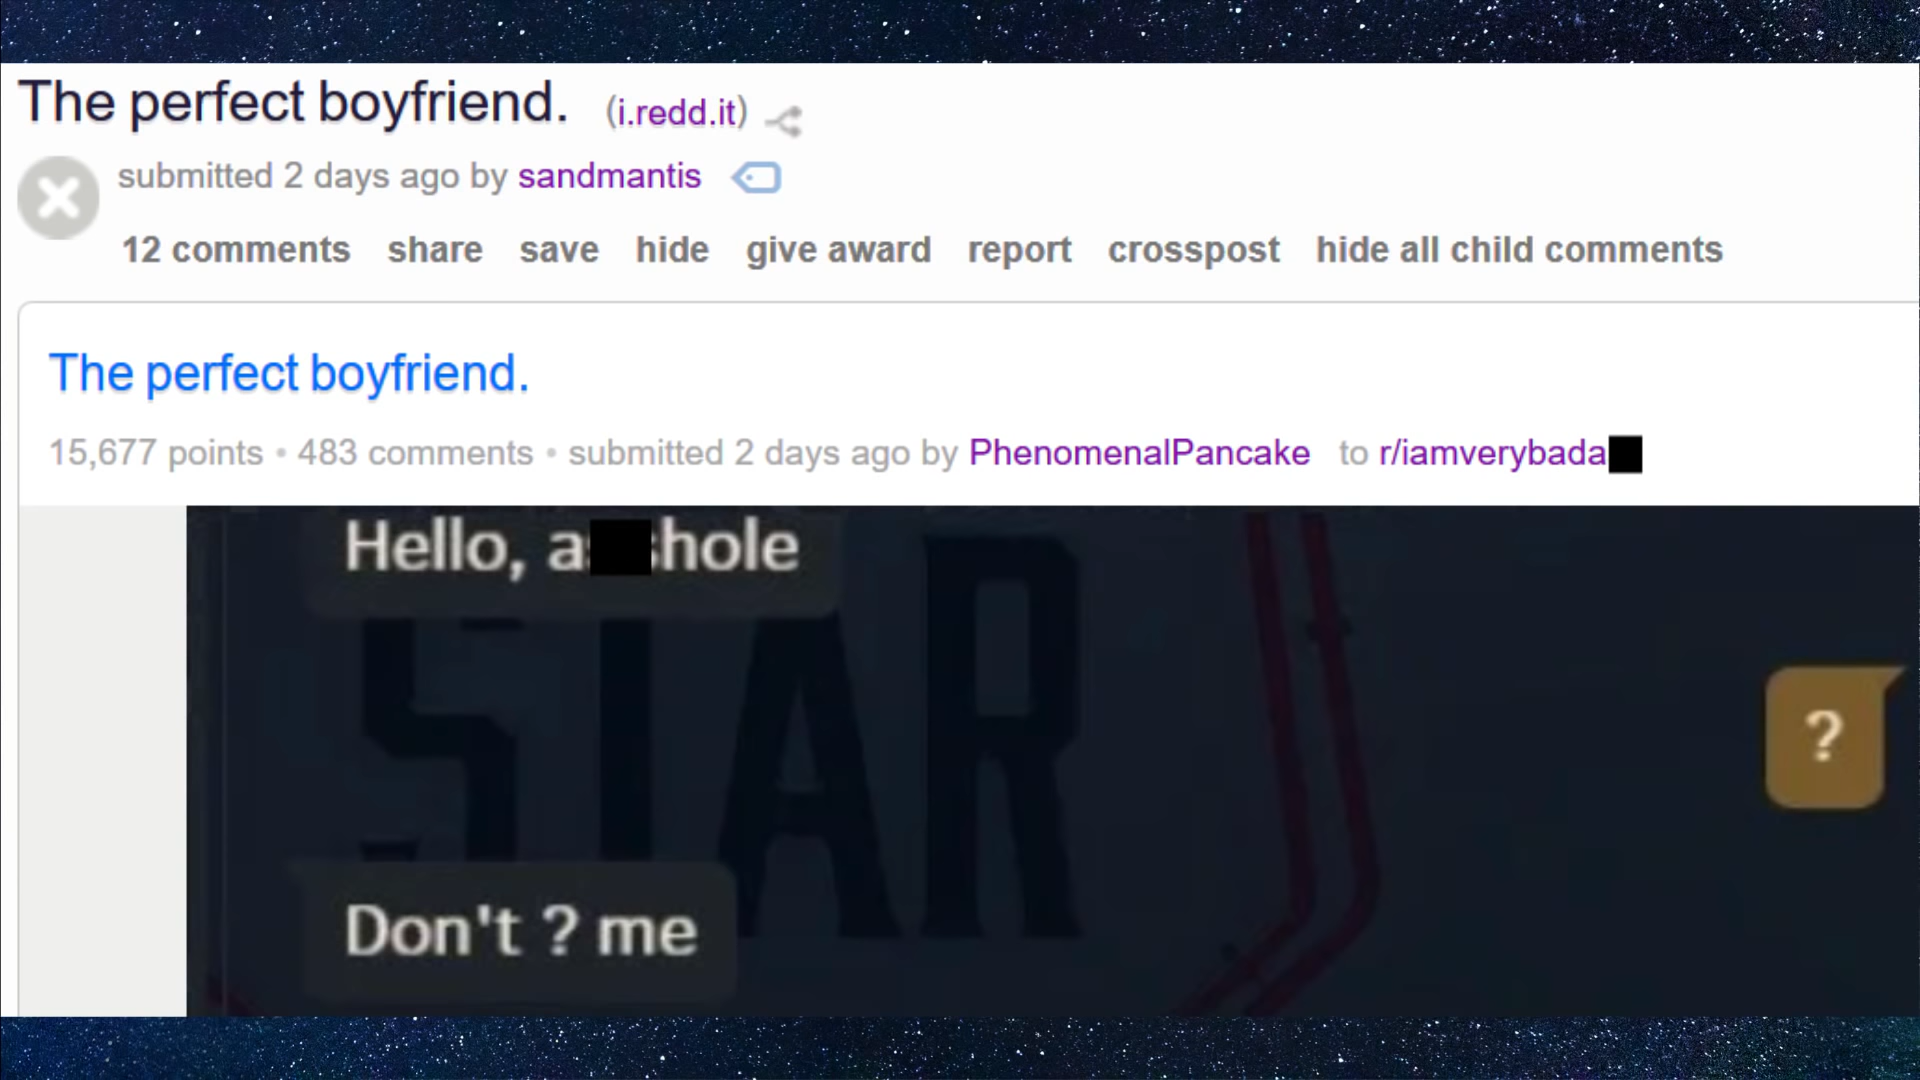 The perfect boyfriend. (i.redd.it)
submitted 2 days ago by sandmantis
12 comments share save hide give award report crosspost hide all child comments
The perfect boyfriend.
15,677 points • 483 comments • submitted 2 days ago by PhenomenalPancake to r/iamverybada
Hello, a hole
STAR
?
Don't ? me